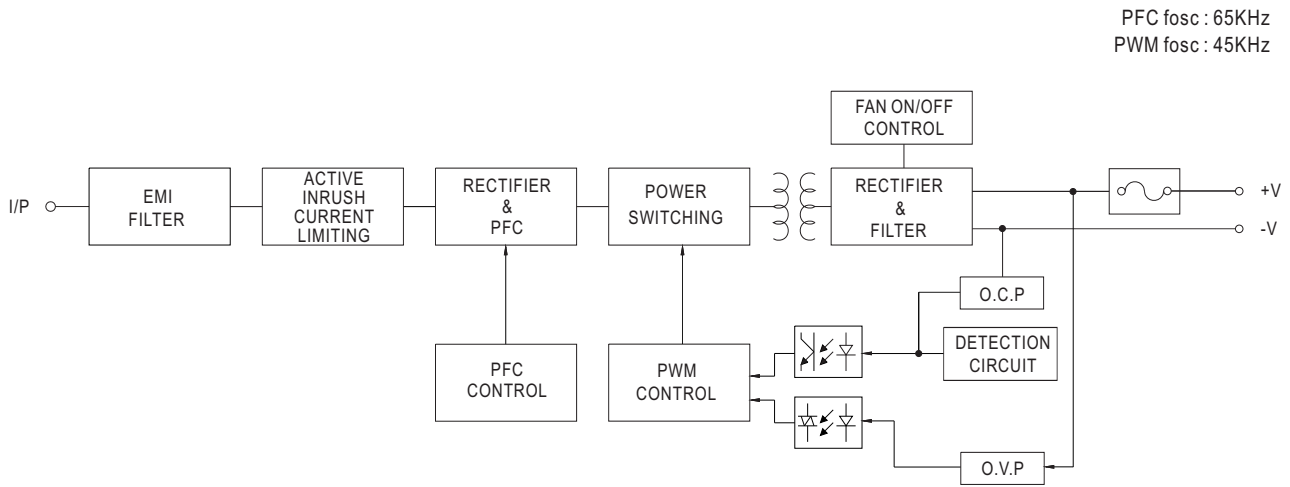 PFC fosc : 65KHz
PWM fosc : 45KHz
FAN ON/OFF
CONTROL
I/P
EMI
FILTER
ACTIVE
INRUSH
CURRENT
LIMITING
RECTIFIER
&
PFC
POWER
SWITCHING
RECTIFIER
&
FILTER
+V
-V
O.C.P
DETECTION
CIRCUIT
PFC
CONTROL
PWM
CONTROL
O.V.P